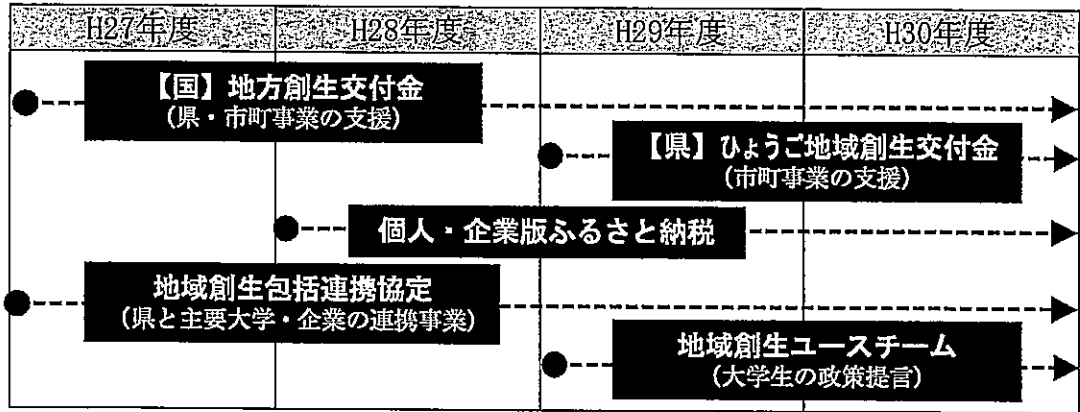 H27年度 H28年度 H29年度 H30年度
【国】地方創生交付金
(県・市町事業の支援)
【県】ひょうご地域創生交付金
(市町事業の支援)
個人・企業版ふるさと納税
地域創生包括連携協定
(県と主要大学・企業の連携事業)
地域創生ユースチーム
(大学生の政策提言)